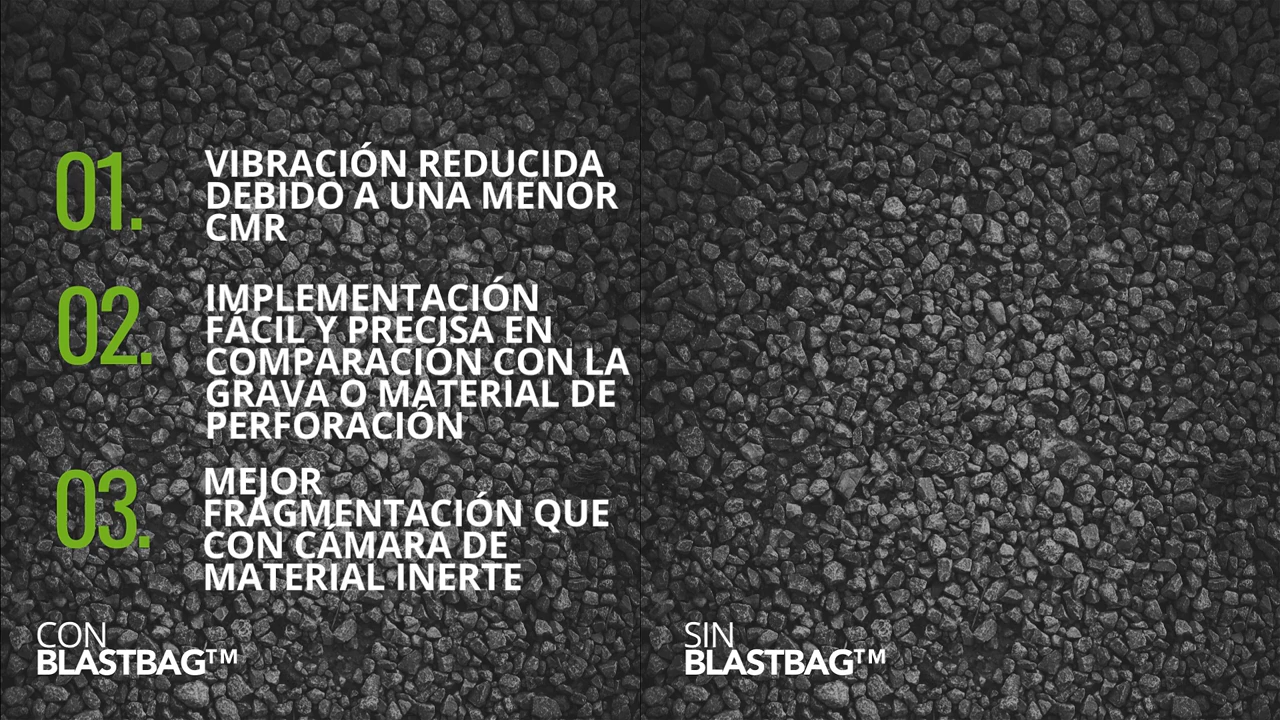 01.
VIBRACIÓN REDUCIDA
DEBIDO A UNA MENOR
CMR
02.
IMPLEMENTACIÓN
FÁCIL Y PRECISA EN
COMPARACIÓN CON LA
GRAVA O MATERIAL DE
PERFORACIÓN
03.
MEJOR
FRAGMENTACIÓN QUE
CON CÁMARA DE
MATERIAL INERTE
CON
BLASTBAG™
SIN
BLASTBAG™